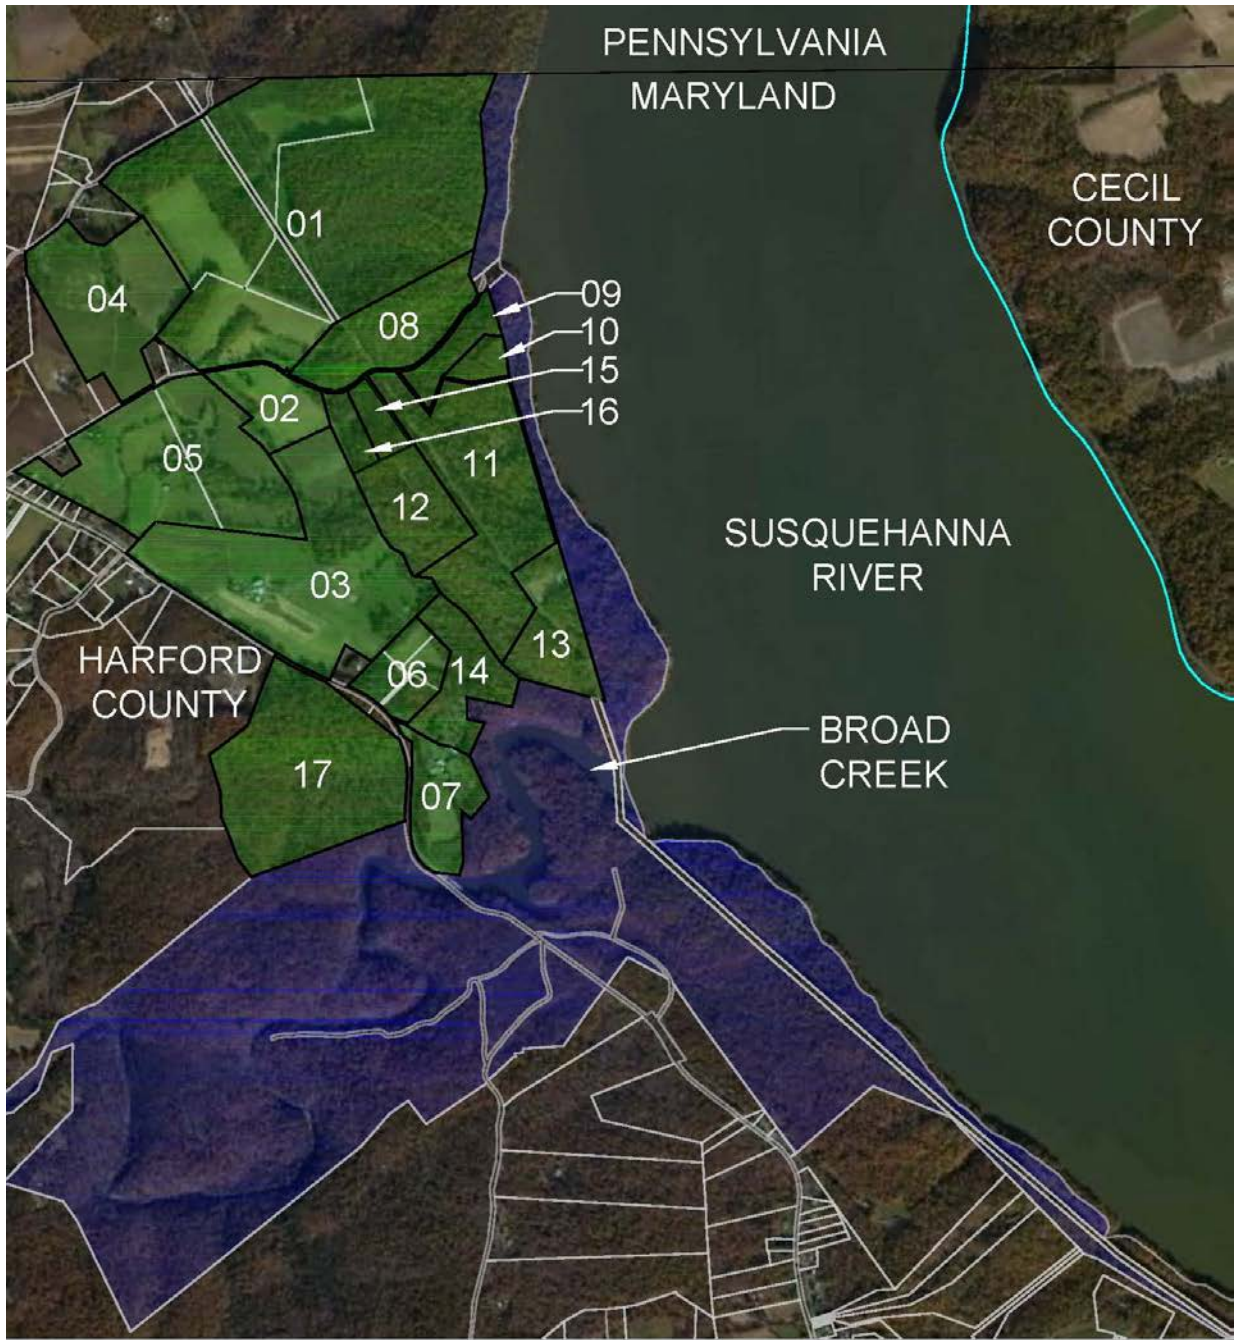 PENNSYLVANIA
MARYLAND
CECIL
COUNTY
01
04
09
08
10
15
02
16
05
11
12
SUSQUEHANNA
RIVER
03
HARFORD
COUNTY
06
14
13
BROAD
CREEK
17
07